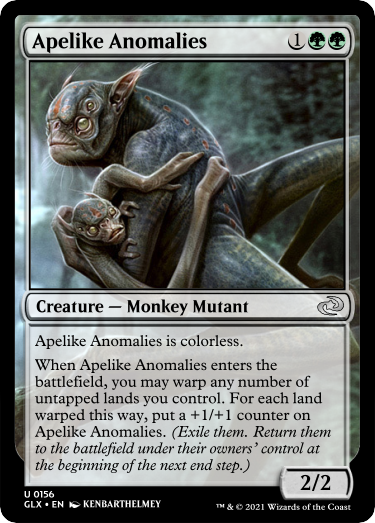 Apelike Anomalies 1
Creature — Monkey Mutant
Apelike Anomalies is colorless.
When Apelike Anomalies enters the
battlefield, you may warp any number of
untapped lands you control. For each land
warped this way, put a +1/+1 counter on
Apelike Anomalies. (Exile them. Return them
to the battlefield under their owners' control at
the beginning of the next end step.)
2/2
U 0156
GLX • EN KENBARTHELMEY
™ & © 2021 Wizards of the Coast